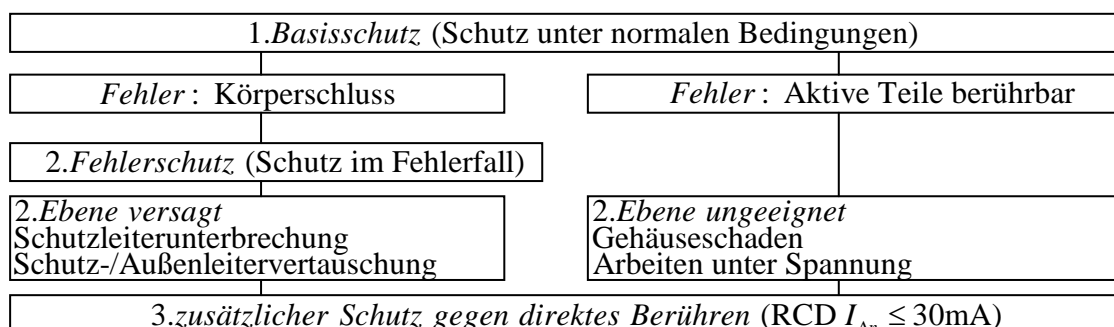 1.Basisschutz (Schutz unter normalen Bedingungen)
Fehler : Körperschluss
Fehler : Aktive Teile berührbar
2.Fehlerschutz (Schutz im Fehlerfall)
2.Ebene versagt
Schutzleiterunterbrechung
Schutz-/Außenleitervertauschung
2.Ebene ungeeignet
Gehäuseschaden
Arbeiten unter Spannung
3.zusätzlicher Schutz gegen direktes Berühren (RCD I_Δn ≤ 30mA)